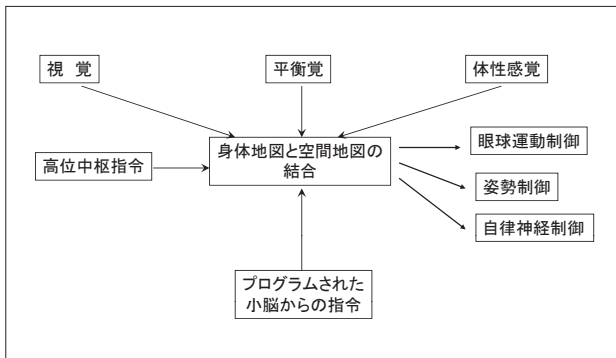 視 覚
平衡覚
体性感覚
身体地図と空間地図の
結合
高位中枢指令
眼球運動制御
姿勢制御
自律神経制御
プログラムされた
小脳からの指令